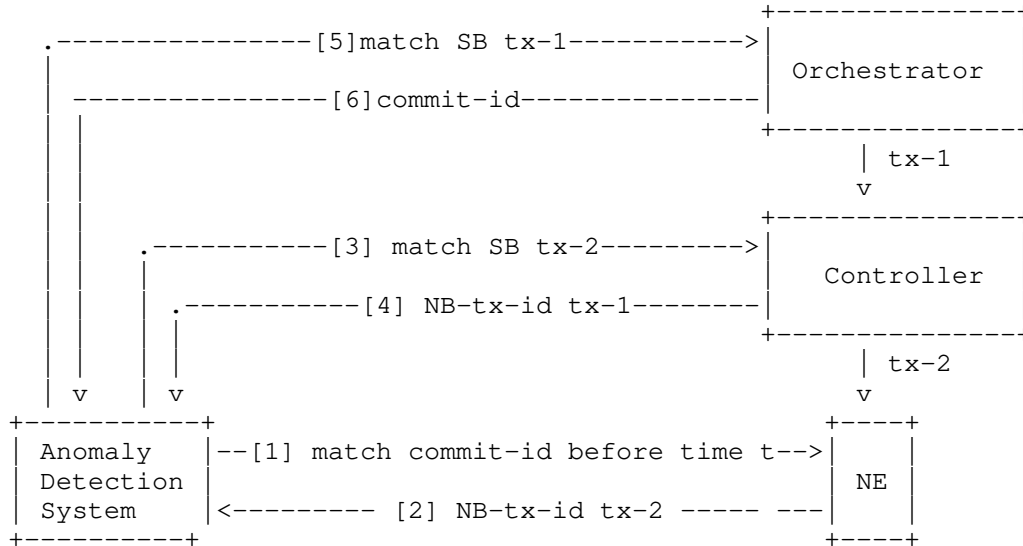 [5]match SB tx-1
Orchestrator
[6]commit-id
tx-1
v
[3] match SB tx-2
Controller
[4] NB-tx-id tx-1
tx-2
v v v
Anomaly [1] match commit-id before time t
Detection NE
System [2] NB-tx-id tx-2